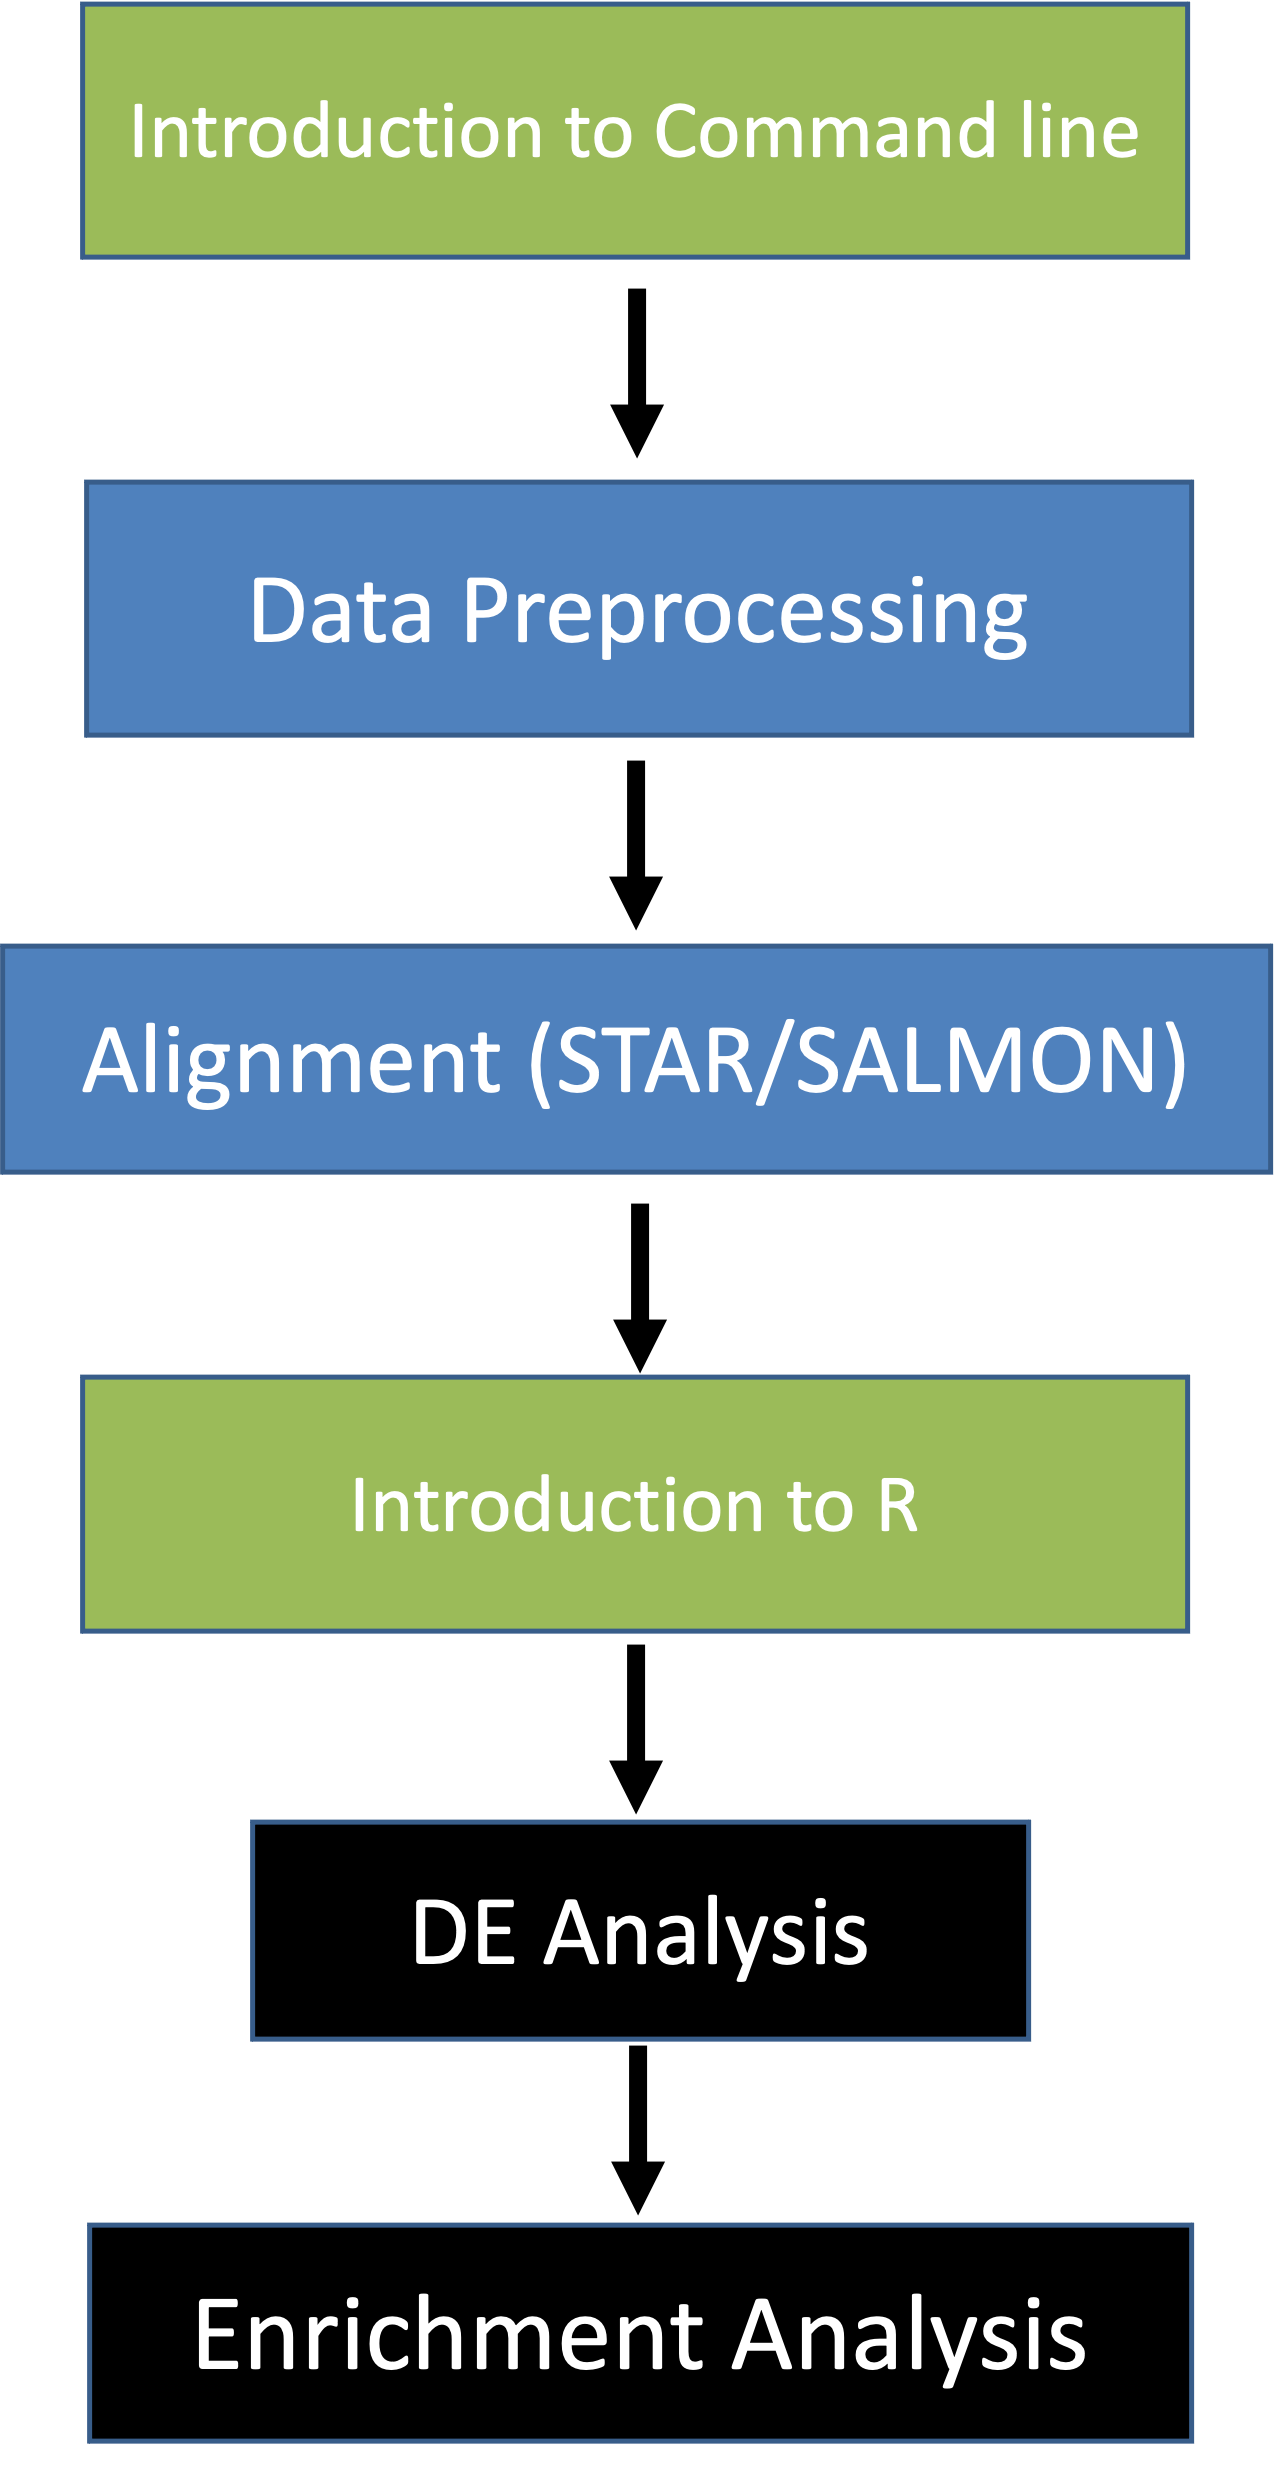 Introduction to Command line
Data Preprocessing
Alignment (STAR/SALMON)
Introduction to R
DE Analysis
Enrichment Analysis